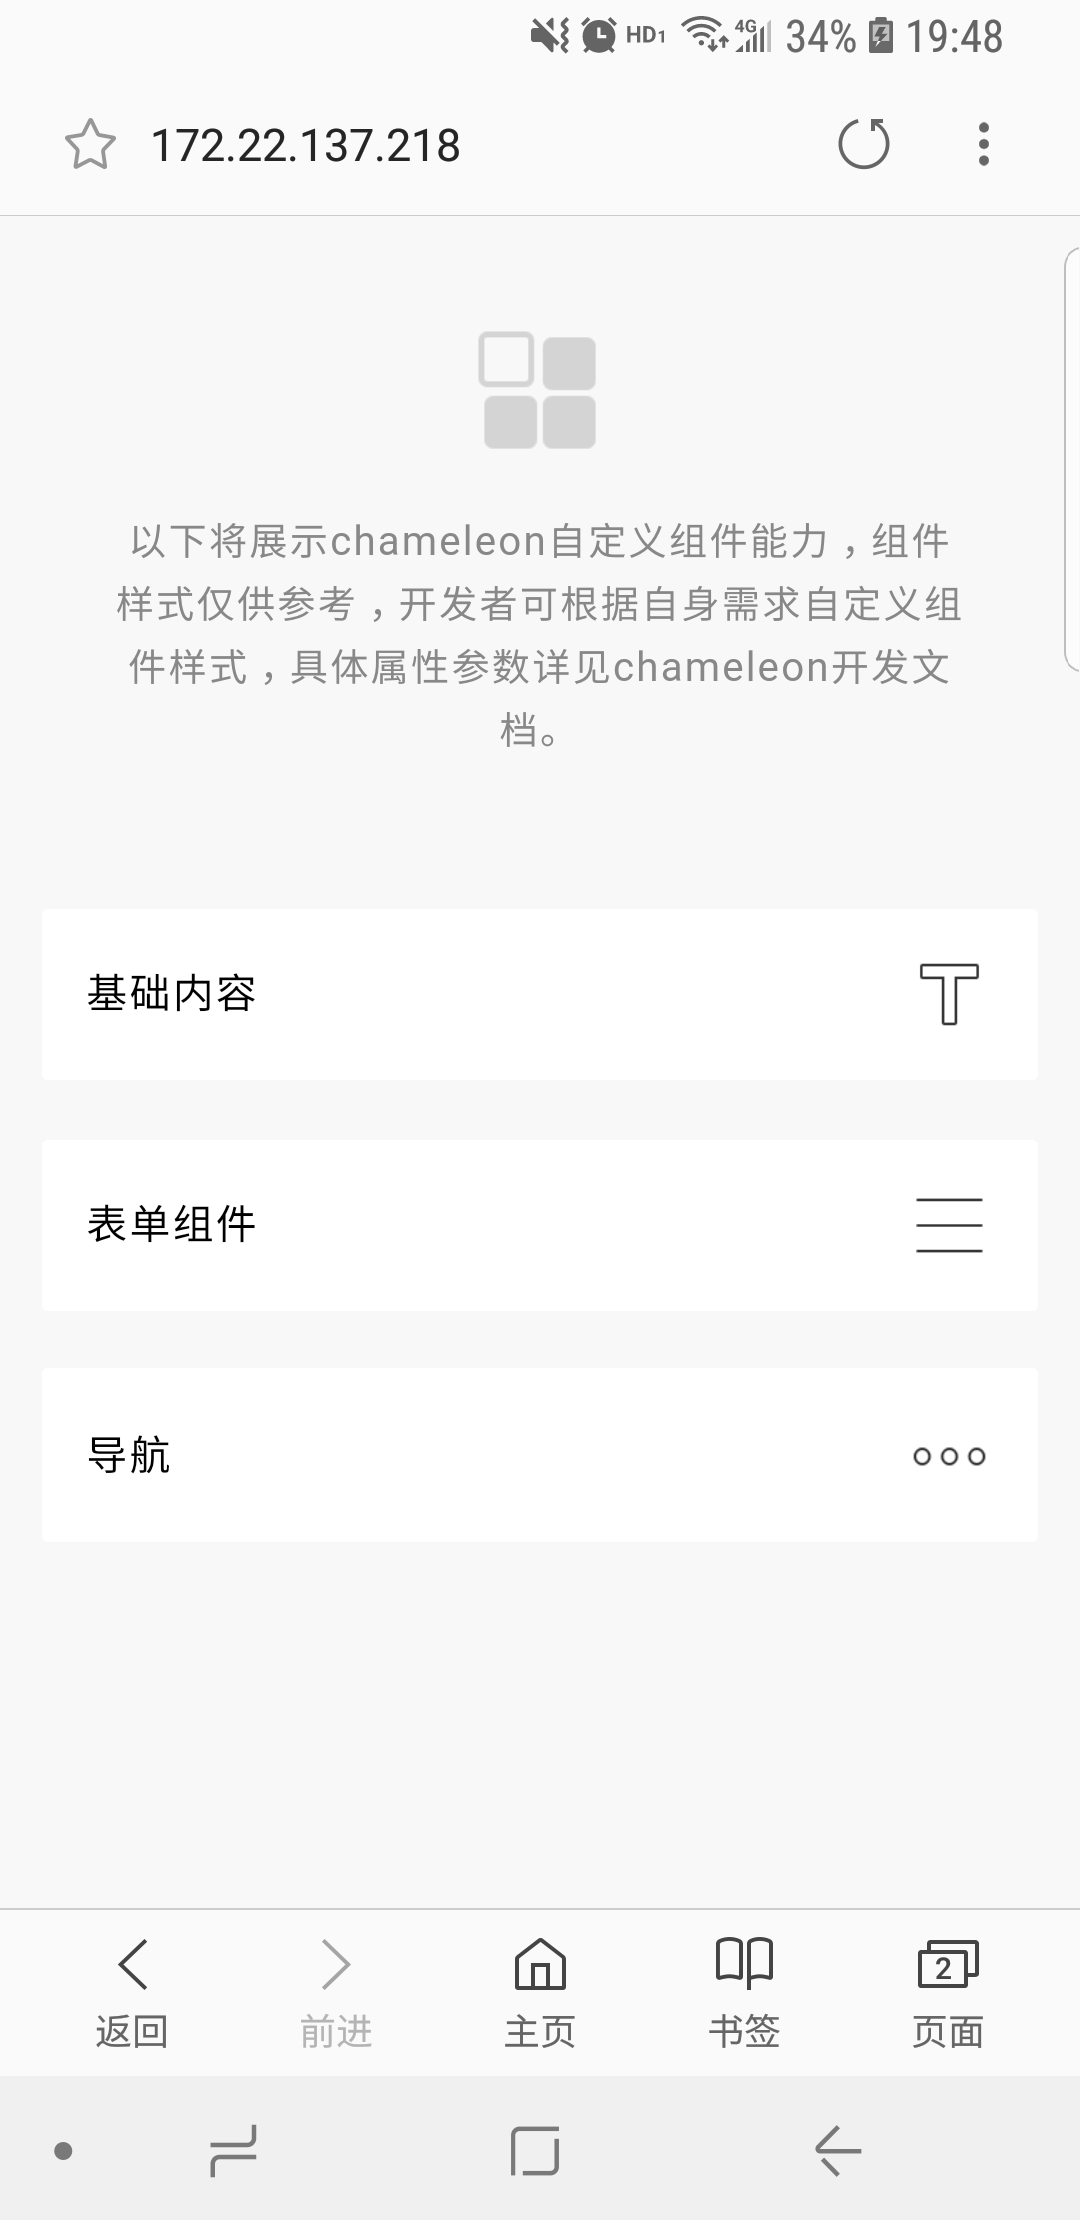 HD1 4G 34% 19:48
172.22.137.218
以下将展示chameleon自定义组件能力，组件
样式仅供参考，开发者可根据自身需求自定义组
件样式，具体属性参数详见chameleon开发文
档。
基础内容
表单组件
导航
2
返回 前进 主页 书签 页面